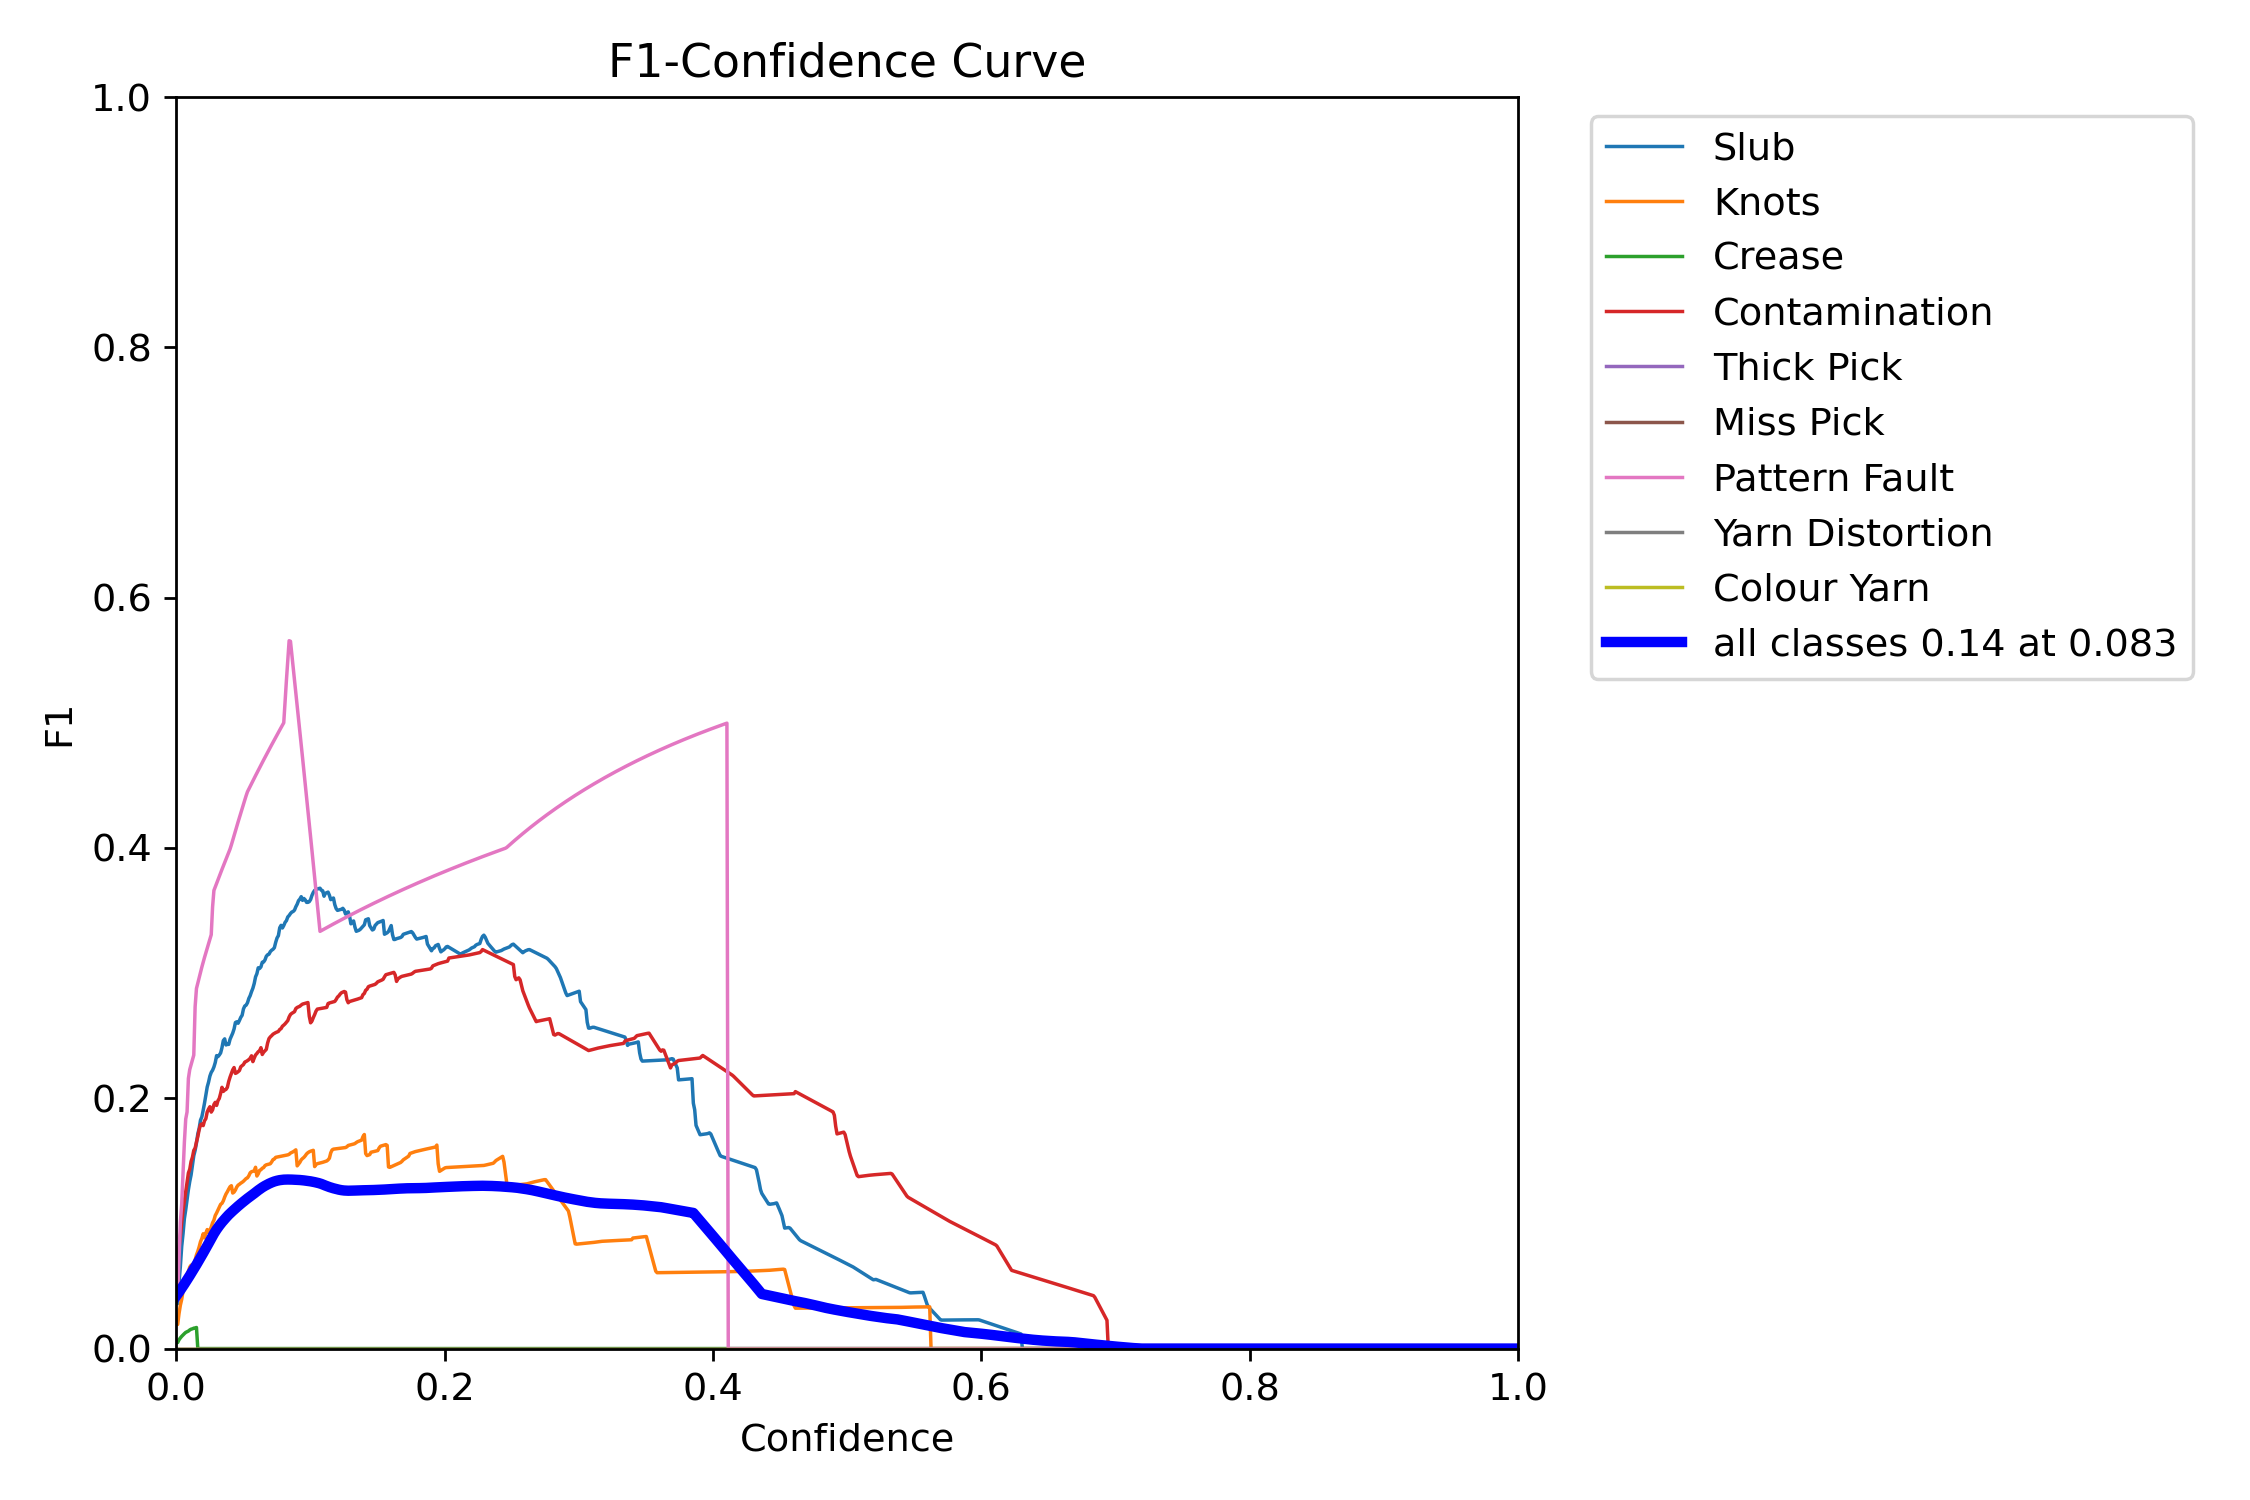 F1-Confidence Curve
1.0
0.8
0.6
0.4
0.2
0.0
F1
0.0 0.2 0.4 0.6 0.8 1.0
Confidence
Slub
Knots
Crease
Contamination
Thick Pick
Miss Pick
Pattern Fault
Yarn Distortion
Colour Yarn
all classes 0.14 at 0.083